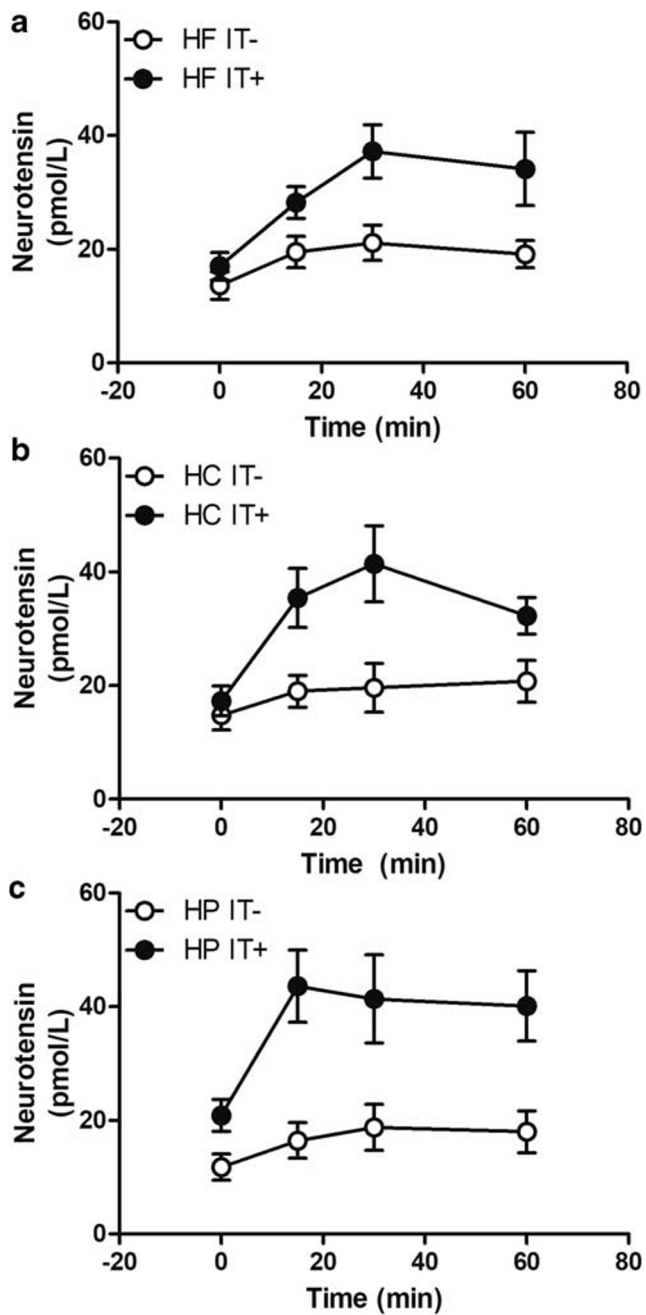 a
60
HF IT-
HF IT+
40
20
0
Neurotensin
(pmol/L)
-20 0 20 40 60 80
Time (min)
b
60
HC IT-
HC IT+
40
20
0
Neurotensin
(pmol/L)
-20 0 20 40 60 80
Time (min)
c
60
HP IT-
HP IT+
40
20
0
Neurotensin
(pmol/L)
-20 0 20 40 60 80
Time (min)